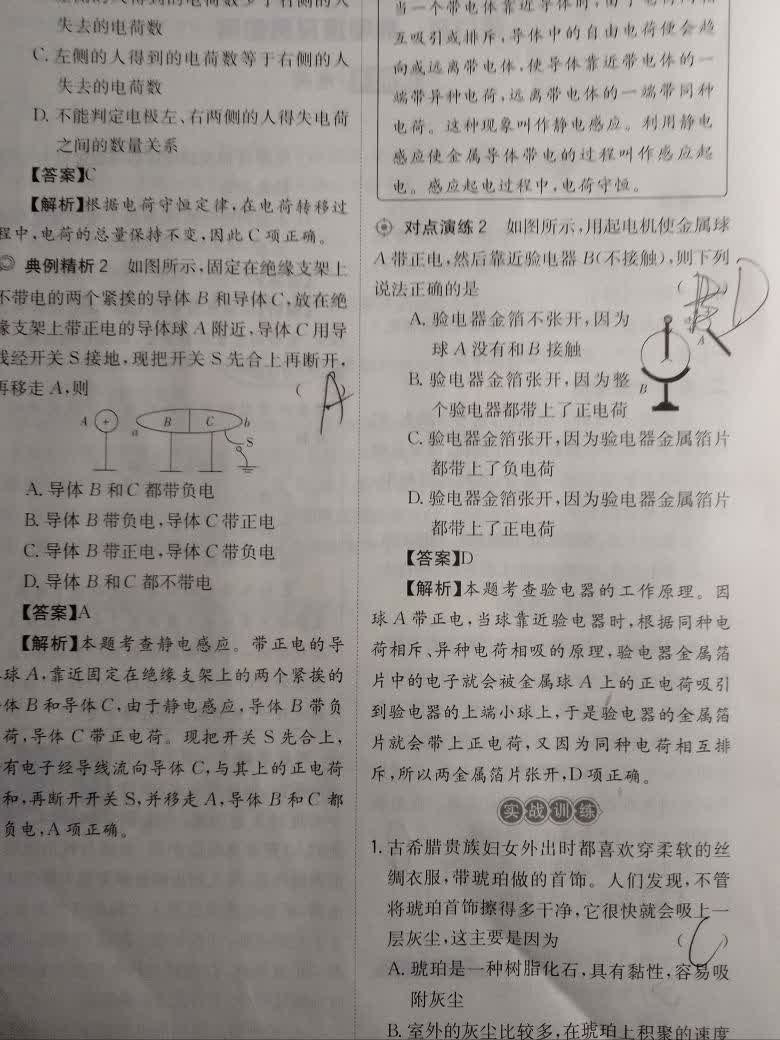 失去的电荷数
C. 左侧的人得到的电荷数等于右侧的人
失去的电荷数
D. 不能判定电极左、右两侧的人得失电荷
之间的数量关系
【答案】C
【解析】根据电荷守恒定律,在电荷转移过
程中,电荷的总量保持不变,因此C项正确。
典例精析2 如图所示,固定在绝缘支架上
不带电的两个紧挨的导体B和导体C,放在绝
缘支架上带正电的导体球A附近,导体C用导
线经开关S接地,现把开关S先合上再断开,
再移走A,则 ( A )
A + B C a b S
A. 导体B和C都带负电
B. 导体B带负电,导体C带正电
C. 导体B带正电,导体C带负电
D. 导体B和C都不带电
【答案】A
【解析】本题考查静电感应。带正电的导
球A,靠近固定在绝缘支架上的两个紧挨的
体B和导体C,由于静电感应,导体B带负
荷,导体C带正电荷。现把开关S先合上,
有电子经导线流向导体C,与其上的正电荷
和,再断开开关S,并移走A,导体B和C都
负电,A项正确。
互吸引或排斥,导体中的自由电荷便会趋
向或远离带电体,使导体靠近带电体的一
端带异种电荷,远离带电体的一端带同种
电荷。这种现象叫作静电感应。利用静电
感应使金属导体带电的过程叫作感应起
电。感应起电过程中,电荷守恒。
对点演练2 如图所示,用起电机使金属球
A带正电,然后靠近验电器B(不接触),则下列
说法正确的是 ( D )
A. 验电器金箔不张开,因为
球A没有和B接触
B. 验电器金箔张开,因为整
个验电器都带上了正电荷
A
B
C. 验电器金箔张开,因为验电器金属箔片
都带上了负电荷
D. 验电器金箔张开,因为验电器金属箔片
都带上了正电荷
【答案】D
【解析】本题考查验电器的工作原理。因
球A带正电,当球靠近验电器时,根据同种电
荷相斥、异种电荷相吸的原理,验电器金属箔
片中的电子就会被金属球A上的正电荷吸引
到验电器的上端小球上,于是验电器的金属箔
片就会带上正电荷,又因为同种电荷相互排
斥,所以两金属箔片张开,D项正确。
实战训练
1. 古希腊贵族妇女外出时都喜欢穿柔软的丝
绸衣服,带琥珀做的首饰。人们发现,不管
将琥珀首饰擦得多干净,它很快就会吸上一
层灰尘,这主要是因为 ( C )
A. 琥珀是一种树脂化石,具有黏性,容易吸
附灰尘
B. 室外的灰尘比较多,在琥珀上积聚的速度